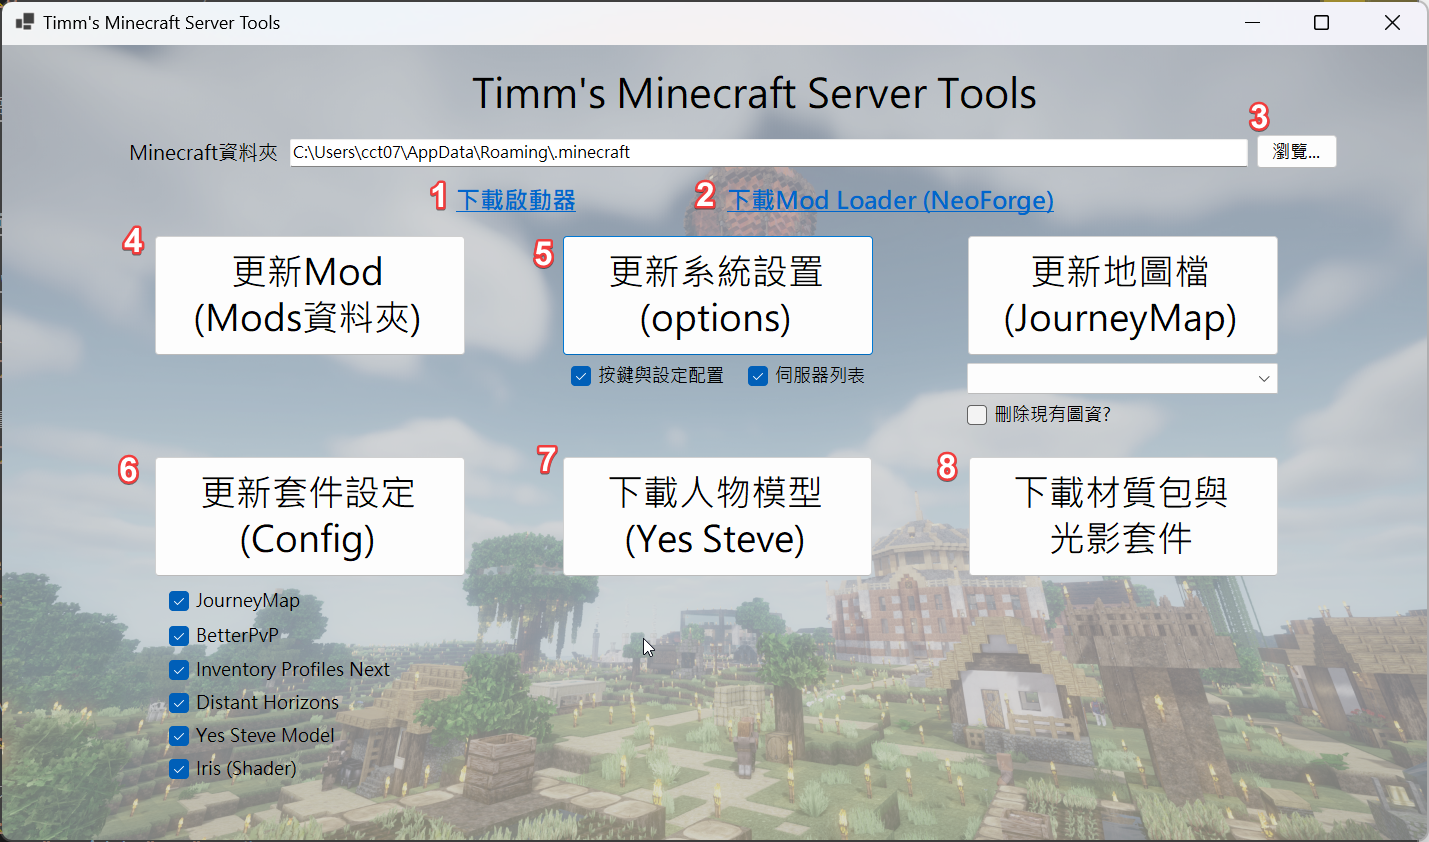 Timm's Minecraft Server Tools
Timm's Minecraft Server Tools
3
Minecraft資料夾 C:\Users\cct07\AppData\Roaming\.minecraft 瀏覽...
1 下載啟動器 2 下載Mod Loader (NeoForge)
4 更新Mod
(Mods資料夾)
5 更新系統設置
(options)
按鍵與設定配置 伺服器列表
更新地圖檔
(JourneyMap)
刪除現有圖資?
6 更新套件設定
(Config)
JourneyMap
BetterPvP
Inventory Profiles Next
Distant Horizons
Yes Steve Model
Iris (Shader)
7 下載人物模型
(Yes Steve)
8 下載材質包與
光影套件